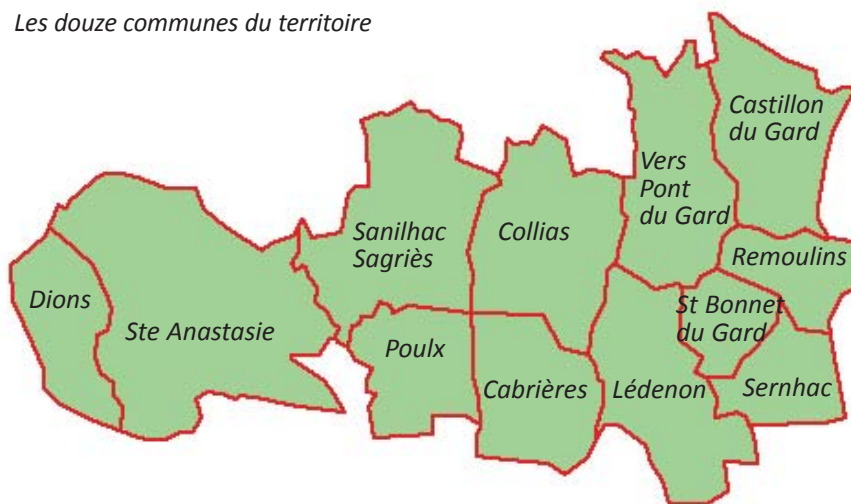 Les douze communes du territoire
Castillon
du Gard
Vers
Pont
du Gard
Sanilhac
Sagriès
Collias
Remoulins
Dions
Ste Anastasie
St Bonnet
du Gard
Poulx
Cabrières
Lédenon
Sernhac